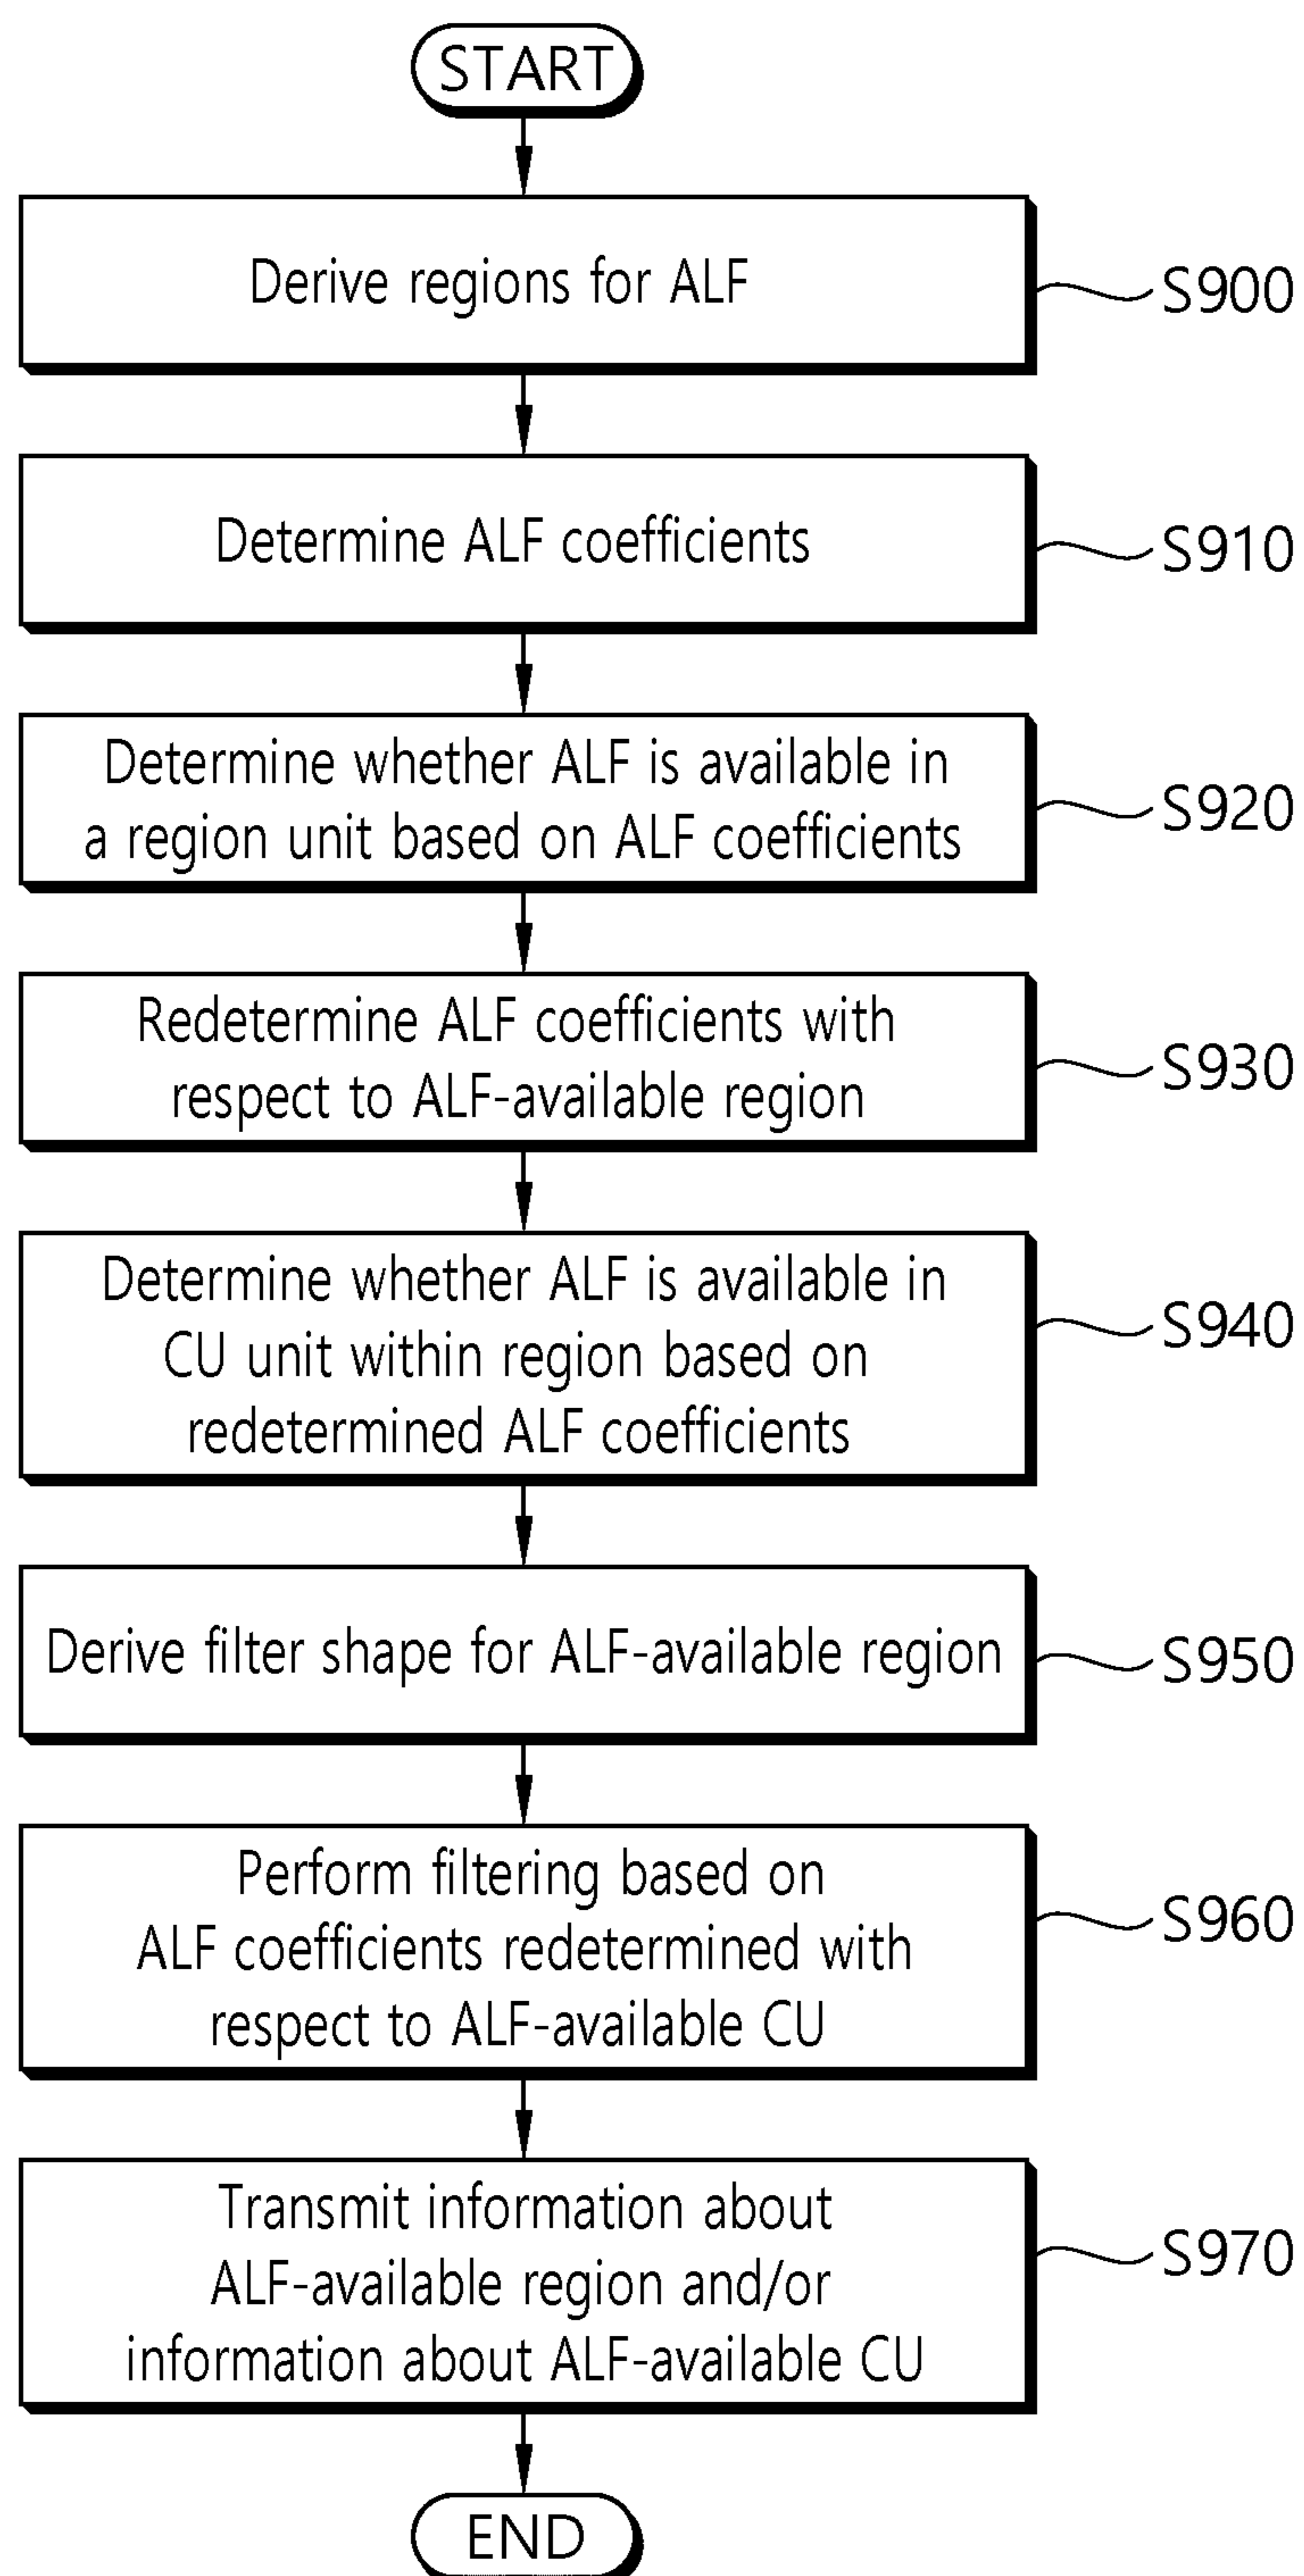 START
Derive regions for ALF
S900
Determine ALF coefficients
S910
Determine whether ALF is available in
a region unit based on ALF coefficients
S920
Redetermine ALF coefficients with
respect to ALF-available region
S930
Determine whether ALF is available in
CU unit within region based on
redetermined ALF coefficients
S940
Derive filter shape for ALF-available region
S950
Perform filtering based on
ALF coefficients redetermined with
respect to ALF-available CU
S960
Transmit information about
ALF-available region and/or
information about ALF-available CU
S970
END